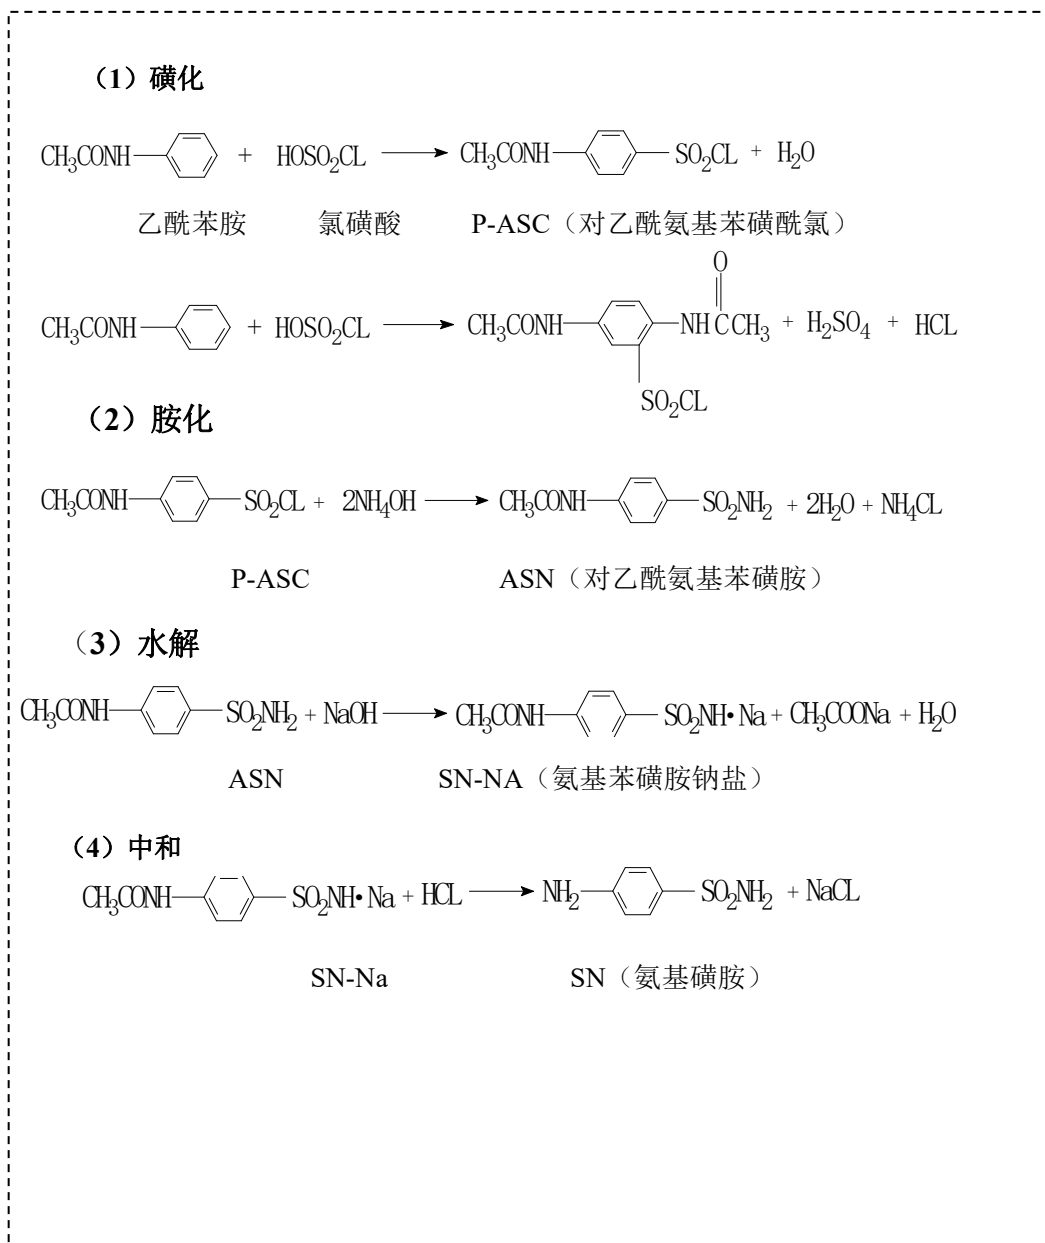 （1）磺化
CH3CONH + HOSO2CL CH3CONH SO2CL + H2O
乙酰苯胺 氯磺酸 P-ASC（对乙酰氨基苯磺酰氯）
O
CH3CONH + HOSO2CL CH3CONH NHCCH3 + H2SO4 + HCL
SO2CL
（2）胺化
CH3CONH SO2CL + 2NH4OH CH3CONH SO2NH2 + 2H2O + NH4CL
P-ASC ASN（对乙酰氨基苯磺胺）
（3）水解
CH3CONH SO2NH2 + NaOH CH3CONH SO2NH•Na + CH3COONa + H2O
ASN SN-NA（氨基苯磺胺钠盐）
（4）中和
CH3CONH SO2NH•Na + HCL NH2 SO2NH2 + NaCL
SN-Na SN（氨基磺胺）